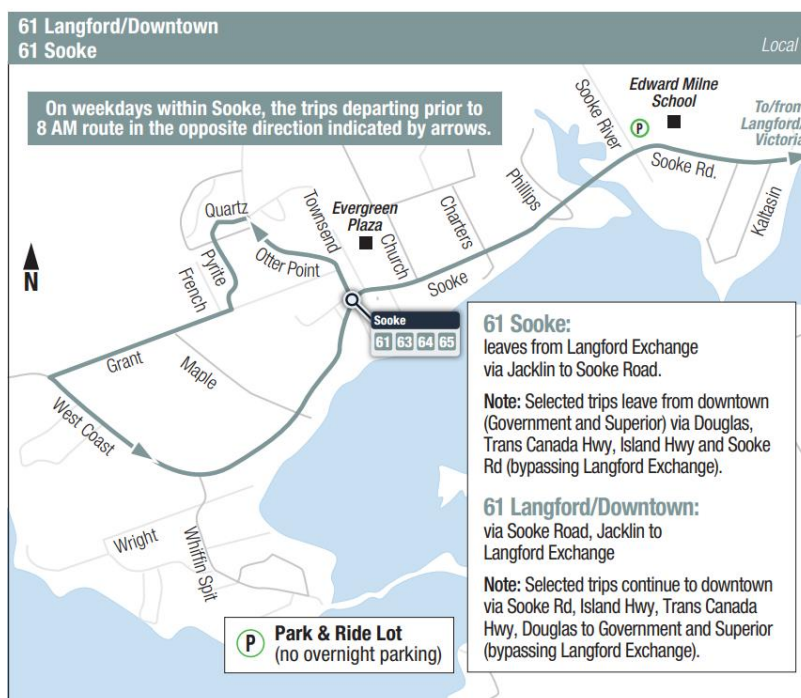 61 Langford/Downtown
61 Sooke
Local
On weekdays within Sooke, the trips departing prior to
8 AM route in the opposite direction indicated by arrows.
Edward Milne
School
P
Sooke River
To/from
Langford/
Victoria
Sooke Rd.
Kaltasin
Phillips
Charters
Church
Townsend
Evergreen
Plaza
Quartz
Otter Point
Pyrite
French
Sooke
N
Sooke
61 63 64 65
Grant
Maple
West Coast
Wright
Whiffin Spit
61 Sooke:
leaves from Langford Exchange
via Jacklin to Sooke Road.
Note: Selected trips leave from downtown
(Government and Superior) via Douglas,
Trans Canada Hwy, Island Hwy and Sooke
Rd (bypassing Langford Exchange).
61 Langford/Downtown:
via Sooke Road, Jacklin to
Langford Exchange
Note: Selected trips continue to downtown
via Sooke Rd, Island Hwy, Trans Canada
Hwy, Douglas to Government and Superior
(bypassing Langford Exchange).
P Park & Ride Lot
(no overnight parking)